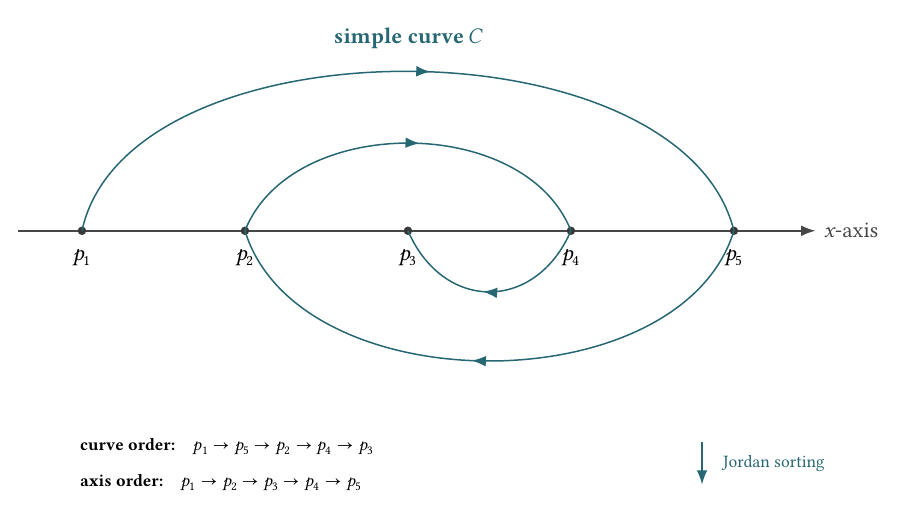 simple curve C
x-axis
p₁
p₂
p₃
p₄
p₅
curve order: p₁ → p₅ → p₂ → p₄ → p₃
axis order: p₁ → p₂ → p₃ → p₄ → p₅
Jordan sorting